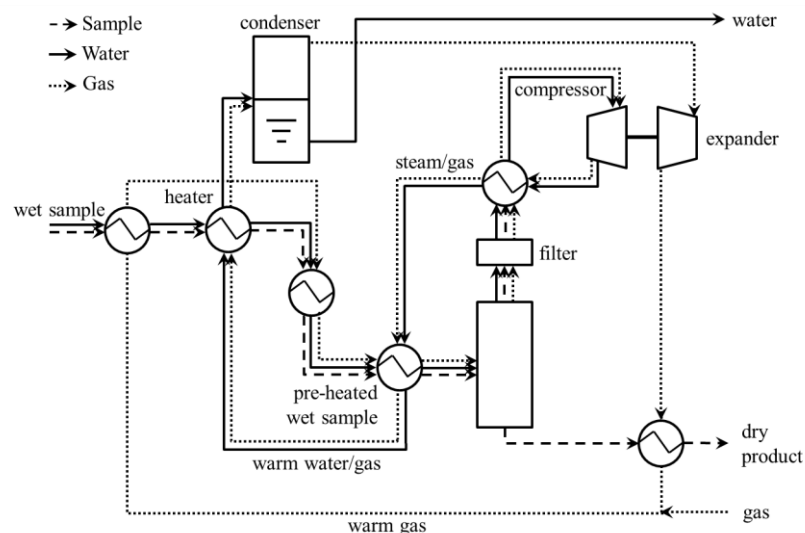 Sample
Water
Gas
condenser
water
compressor
expander
steam/gas
heater
wet sample
filter
pre-heated
wet sample
dry
product
warm water/gas
gas
warm gas